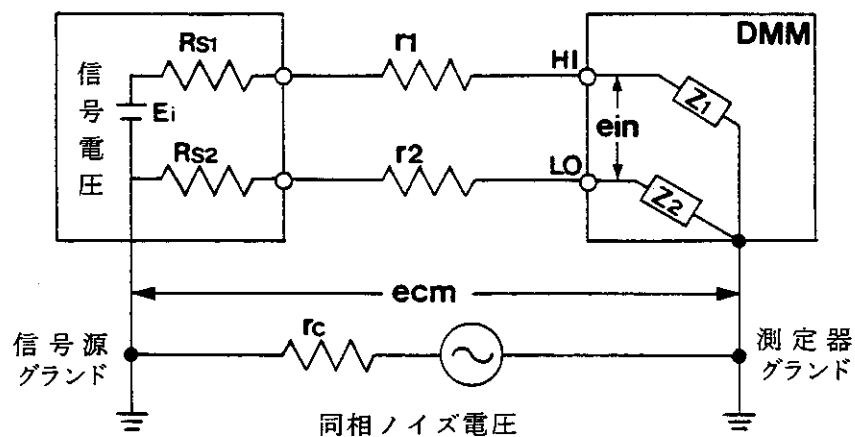 DMM
Rs1
r1
HI
信号電圧
Ei
Z1
ein
Rs2
r2
LO
Z2
ecm
rc
信号源
グランド
測定器
グランド
同相ノイズ電圧